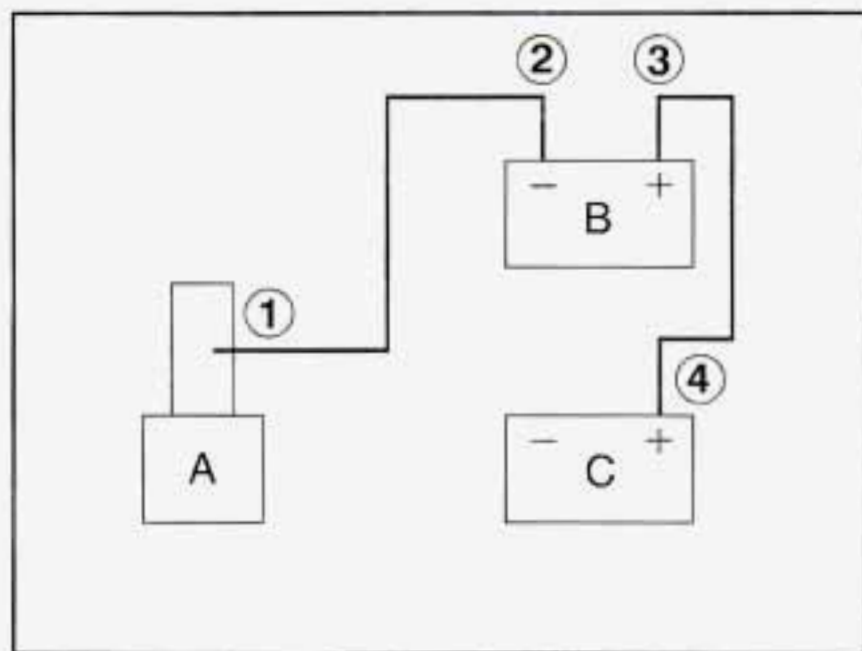 ② ③
− +
B
①
④
− +
A C